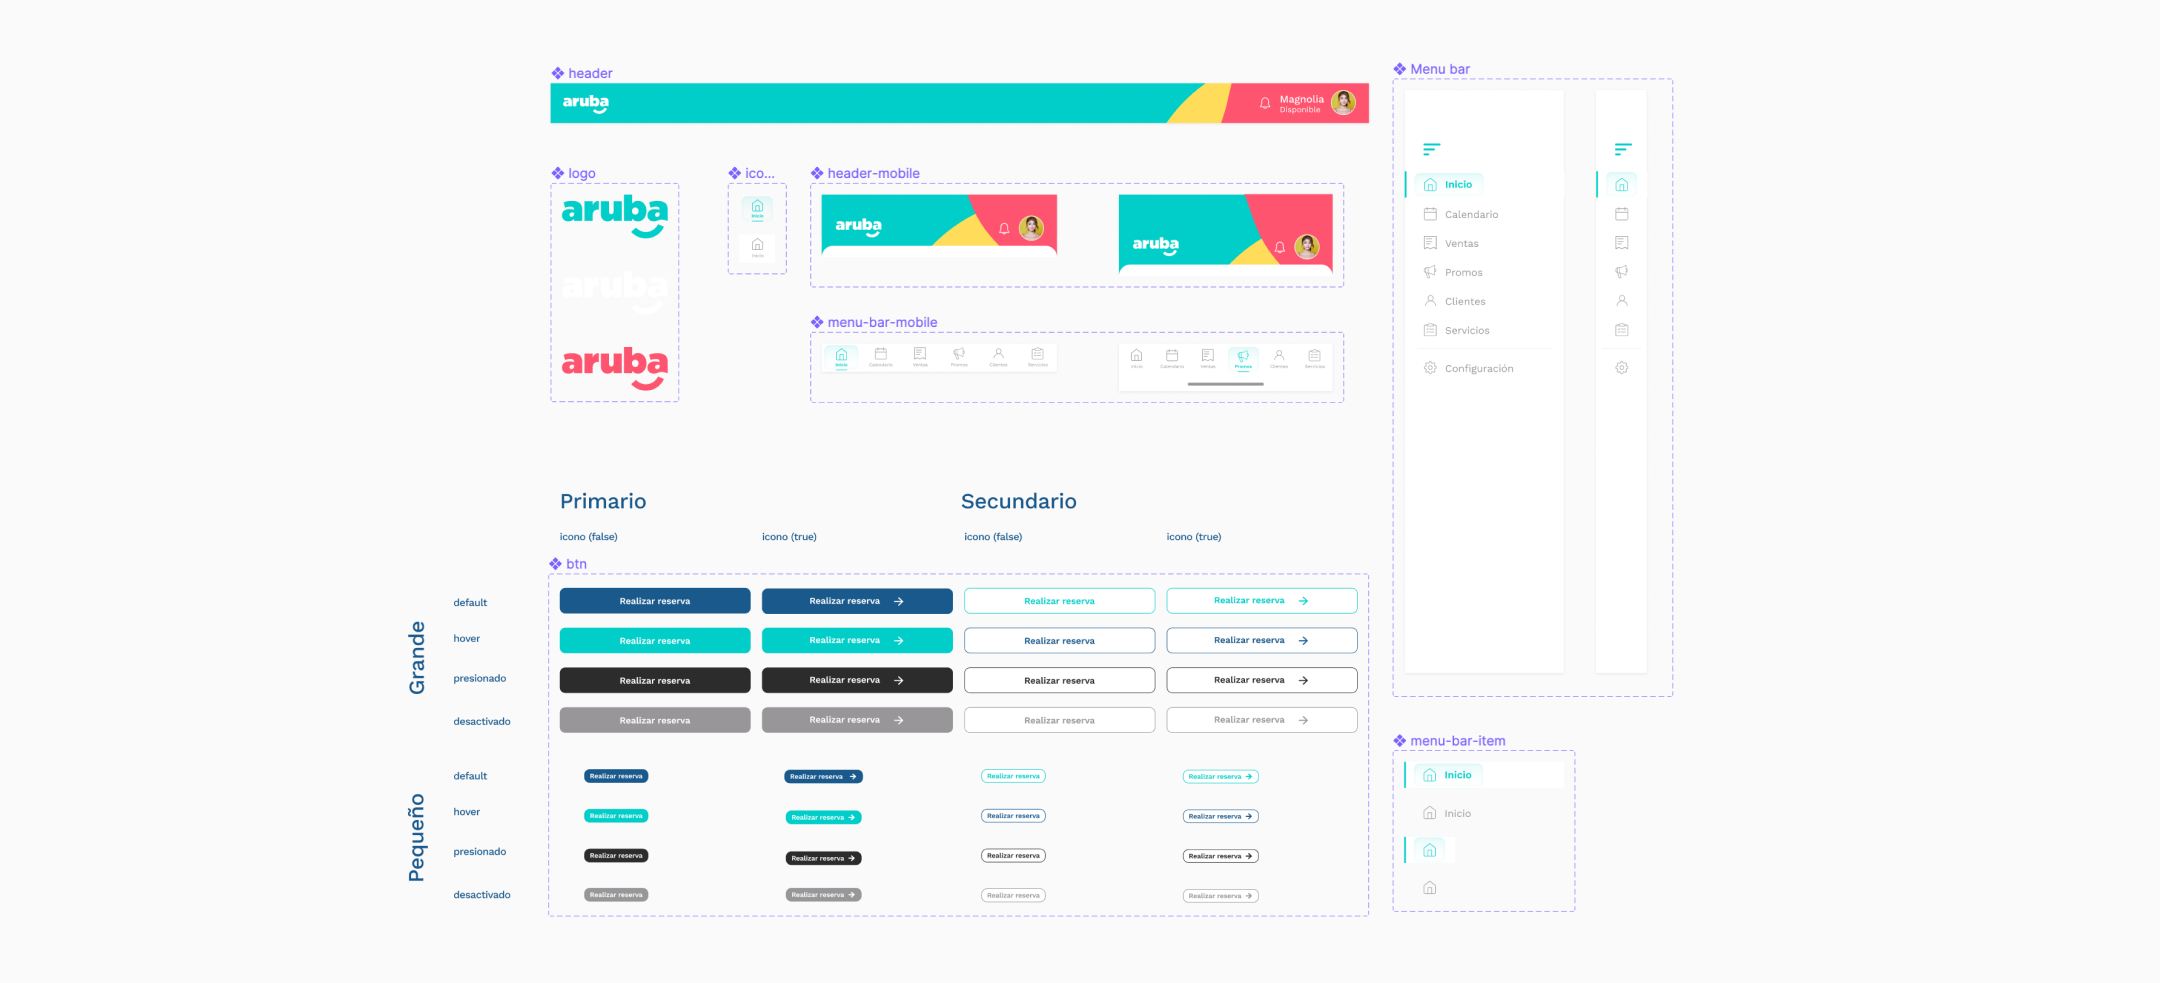 header
aruba
Magnolia
Disponible
logo
aruba
aruba
aruba
ico...
Inicio
Inicio
header-mobile
aruba
aruba
menu-bar-mobile
Inicio Calendario Ventas Promos Clientes Servicios
Inicio Calendario Ventas Promos Clientes Servicios
Menu bar
Inicio
Calendario
Ventas
Promos
Clientes
Servicios
Configuración
menu-bar-item
Inicio
Inicio
Primario
Secundario
icono (false) icono (true) icono (false) icono (true)
btn
Grande
default
Realizar reserva Realizar reserva → Realizar reserva Realizar reserva →
hover
Realizar reserva Realizar reserva → Realizar reserva Realizar reserva →
presionado
Realizar reserva Realizar reserva → Realizar reserva Realizar reserva →
desactivado
Realizar reserva Realizar reserva → Realizar reserva Realizar reserva →
Pequeño
default
Realizar reserva Realizar reserva → Realizar reserva Realizar reserva →
hover
Realizar reserva Realizar reserva → Realizar reserva Realizar reserva →
presionado
Realizar reserva Realizar reserva → Realizar reserva Realizar reserva →
desactivado
Realizar reserva Realizar reserva → Realizar reserva Realizar reserva →